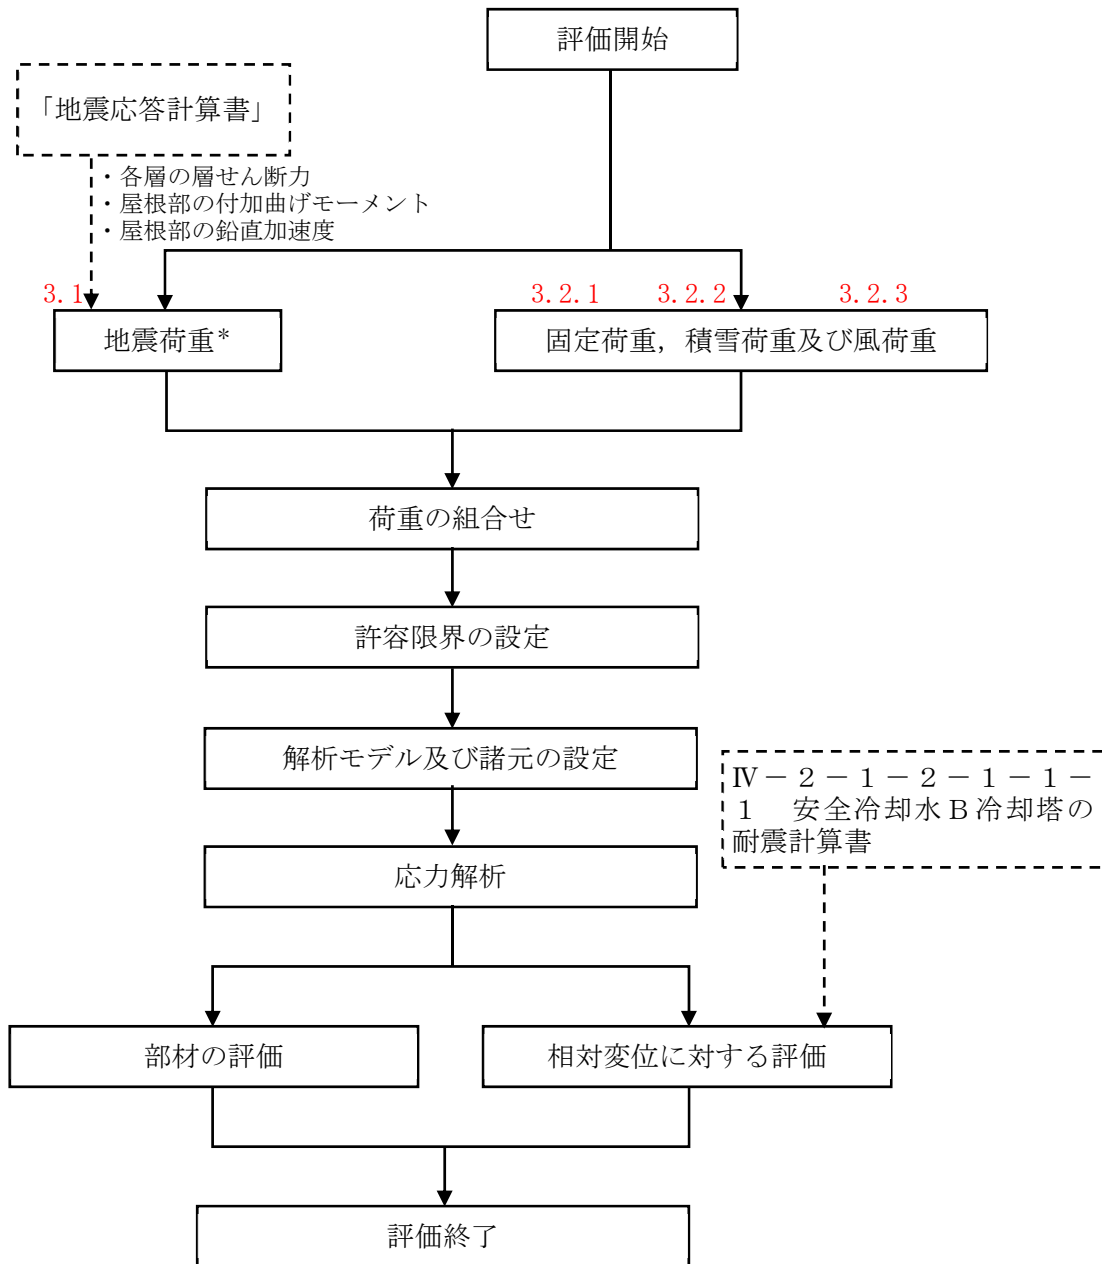 評価開始
「地震応答計算書」
・各層の層せん断力
・屋根部の付加曲げモーメント
・屋根部の鉛直加速度
3.1
3.2.1 3.2.2 3.2.3
地震荷重*
固定荷重，積雪荷重及び風荷重
荷重の組合せ
許容限界の設定
解析モデル及び諸元の設定
Ⅳ－２－１－２－１－１－
１　安全冷却水Ｂ冷却塔の
耐震計算書
応力解析
部材の評価
相対変位に対する評価
評価終了